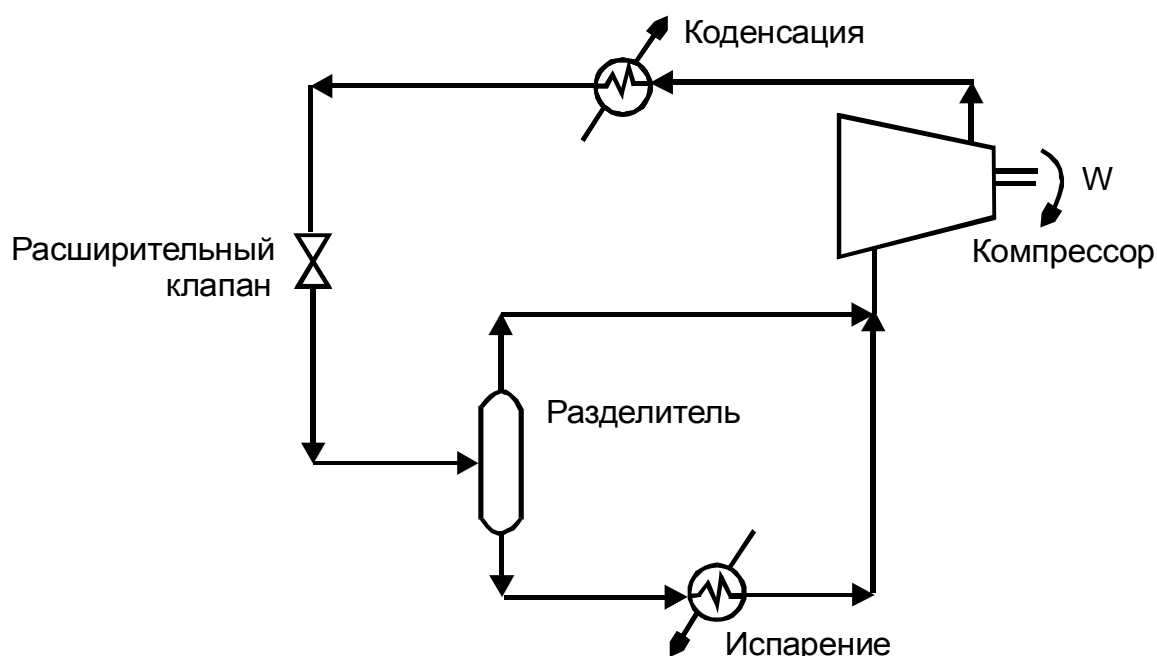 Коденсация
W
Компрессор
Расширительный
клапан
Разделитель
Испарение